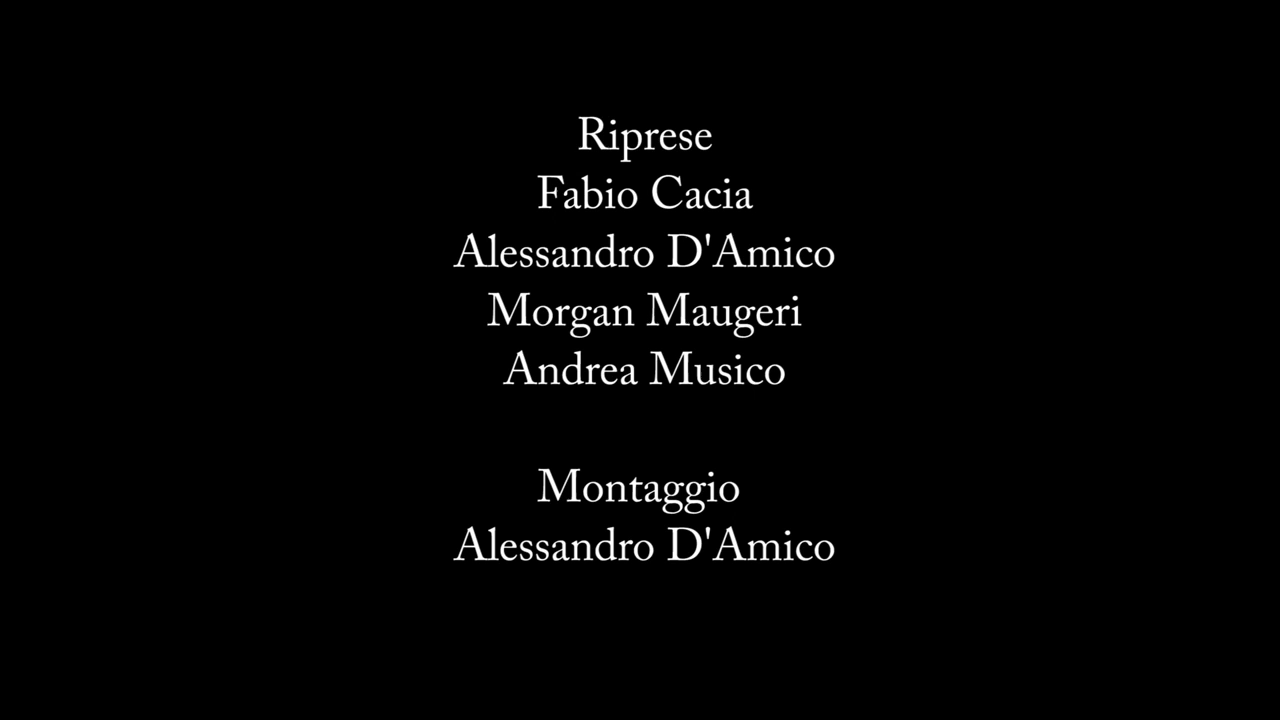 Riprese
Fabio Cacia
Alessandro D'Amico
Morgan Maugeri
Andrea Musico
Montaggio
Alessandro D'Amico